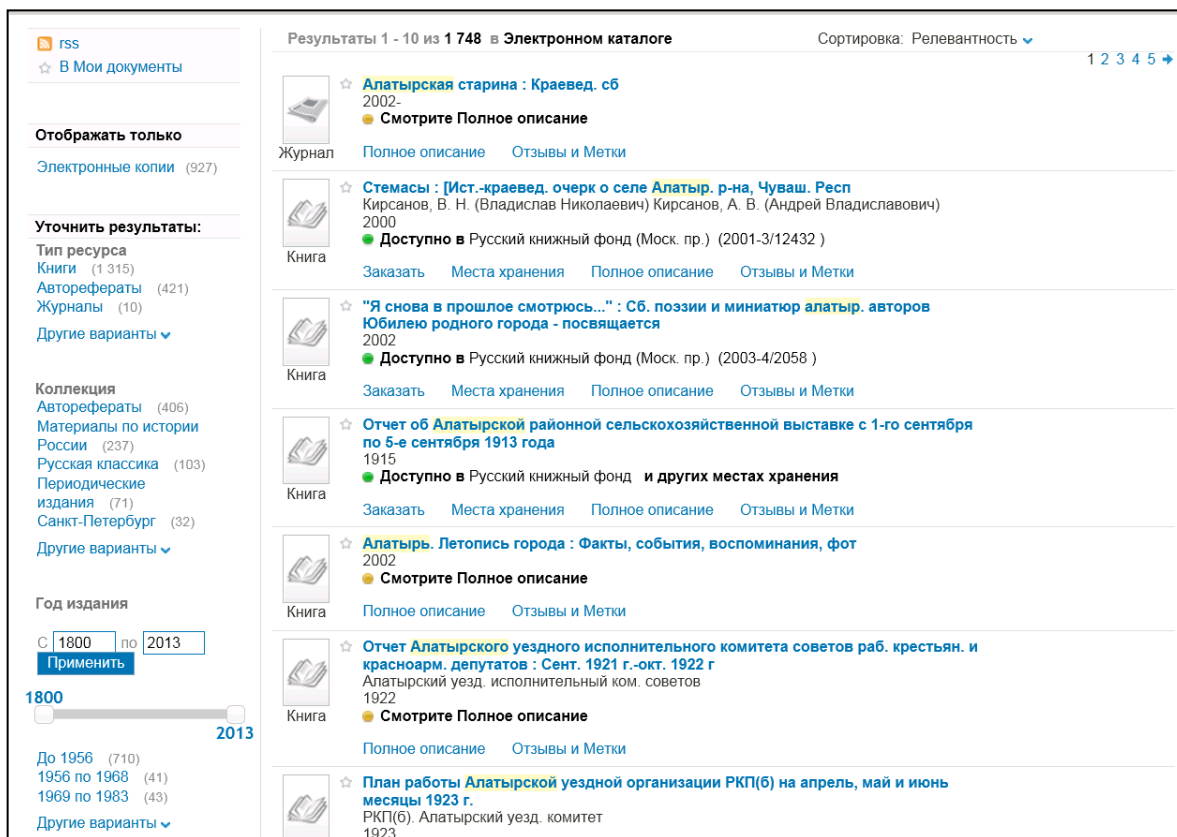 rss
В Мои документы
Отображать только
Электронные копии (927)
Уточнить результаты:
Тип ресурса
Книги (1 315)
Авторефераты (421)
Журналы (10)
Другие варианты
Коллекция
Авторефераты (406)
Материалы по истории
России (237)
Русская классика (103)
Периодические
издания (71)
Санкт-Петербург (32)
Другие варианты
Год издания
С 1800 по 2013
Применить
1800
2013
До 1956 (710)
1956 по 1968 (41)
1969 по 1983 (43)
Другие варианты
Результаты 1 - 10 из 1 748 в Электронном каталоге
Сортировка: Релевантность
1 2 3 4 5
Алатырская старина : Краевед. сб
2002-
Смотрите Полное описание
Журнал
Полное описание Отзывы и Метки
Стемасы : [Ист.-краевед. очерк о селе Алатыр. р-на, Чуваш. Респ
Кирсанов, В. Н. (Владислав Николаевич) Кирсанов, А. В. (Андрей Владиславович)
2000
Доступно в Русский книжный фонд (Моск. пр.) (2001-3/12432 )
Книга
Заказать Места хранения Полное описание Отзывы и Метки
"Я снова в прошлое смотрюсь..." : Сб. поэзии и миниатюр алатыр. авторов
Юбилею родного города - посвящается
2002
Доступно в Русский книжный фонд (Моск. пр.) (2003-4/2058 )
Книга
Заказать Места хранения Полное описание Отзывы и Метки
Отчет об Алатырской районной сельскохозяйственной выставке с 1-го сентября
по 5-е сентября 1913 года
1915
Доступно в Русский книжный фонд и других местах хранения
Книга
Заказать Места хранения Полное описание Отзывы и Метки
Алатырь. Летопись города : Факты, события, воспоминания, фот
2002
Смотрите Полное описание
Книга
Полное описание Отзывы и Метки
Отчет Алатырского уездного исполнительного комитета советов раб. крестьян. и
красноарм. депутатов : Сент. 1921 г.-окт. 1922 г
Алатырский уезд. исполнительный ком. советов
1922
Смотрите Полное описание
Книга
Полное описание Отзывы и Метки
План работы Алатырской уездной организации РКП(б) на апрель, май и июнь
месяцы 1923 г.
РКП(б). Алатырский уезд. комитет
1923